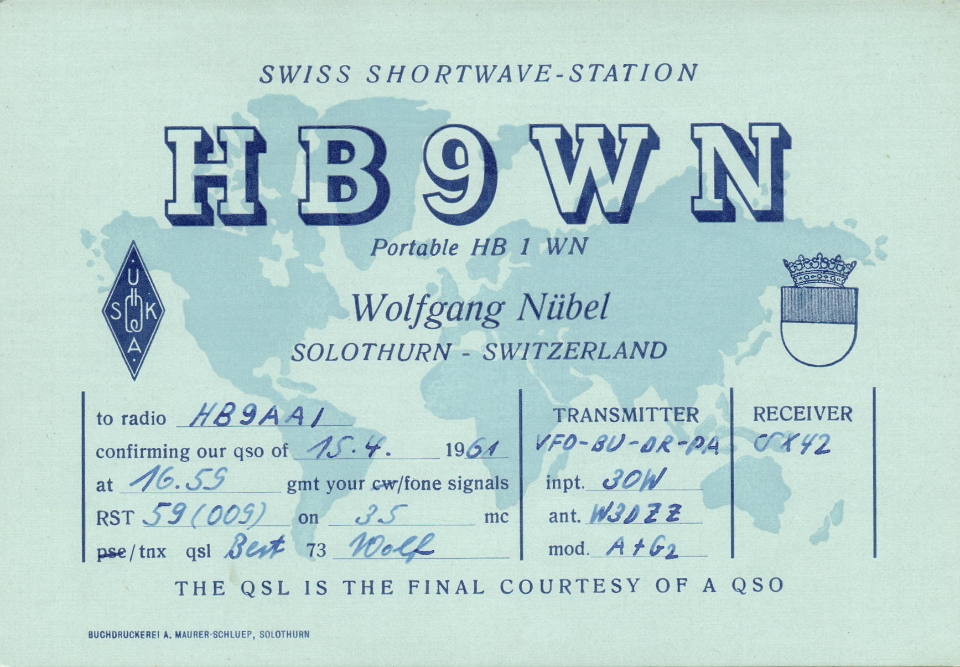 SWISS SHORTWAVE-STATION
HB9WN
Portable HB 1 WN
Wolfgang Nübel
SOLOTHURN - SWITZERLAND
USKA
to radio HB9AAI
confirming our qso of 15.4. 1961
at 16.59 gmt your cw/fone signals
RST 59(009) on 3.5 mc
pse/tnx qsl Best 73 Wolf
TRANSMITTER
VFO-BU-DR-PA
inpt. 30W
ant. W3DZZ
mod. A+G2
RECEIVER
SX42
THE QSL IS THE FINAL COURTESY OF A QSO
BUCHDRUCKEREI A. MAURER-SCHLUEP, SOLOTHURN